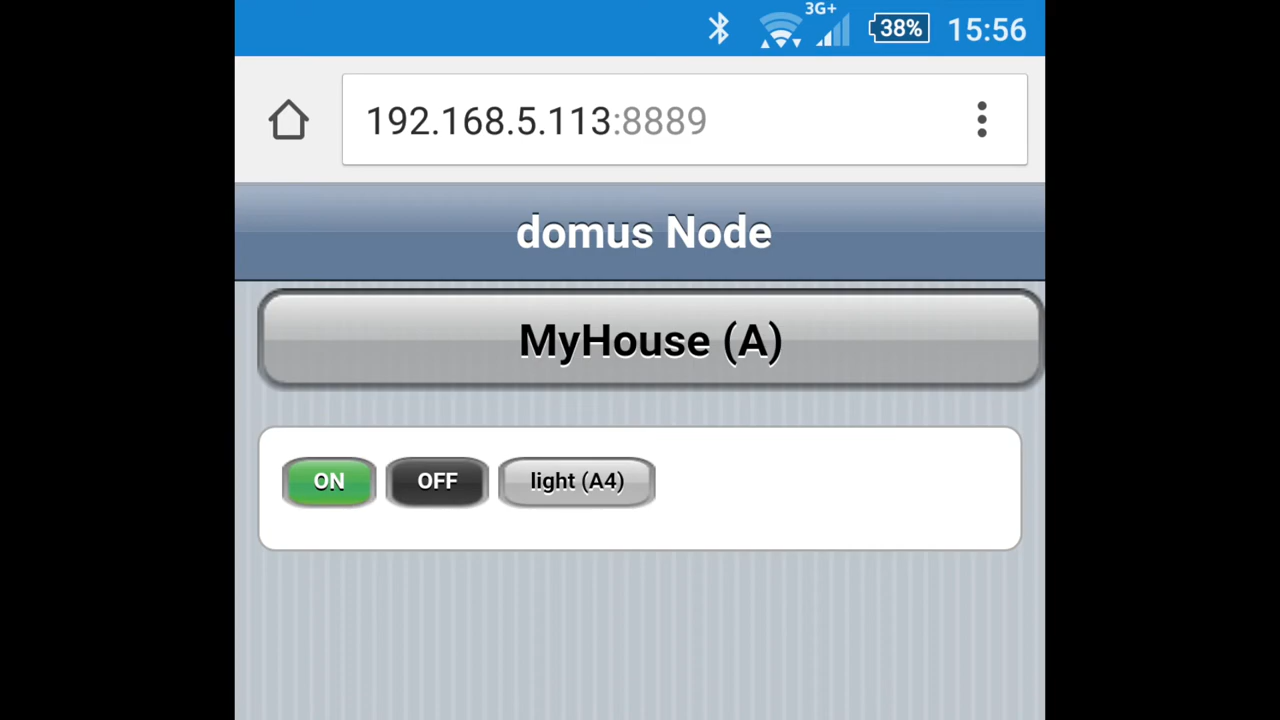 3G+
38% 15:56
192.168.5.113:8889
domus Node
MyHouse (A)
ON OFF light (A4)